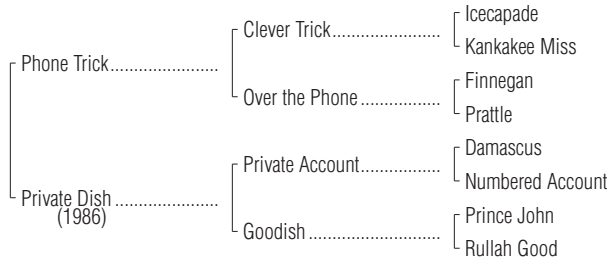 Icecapade
Clever Trick......................
Kankakee Miss
Phone Trick......................
Finnegan
Over the Phone ................
Prattle
Damascus
Private Account................
Numbered Account
Private Dish .....................
(1986)
Prince John
Goodish ..........................
Rullah Good